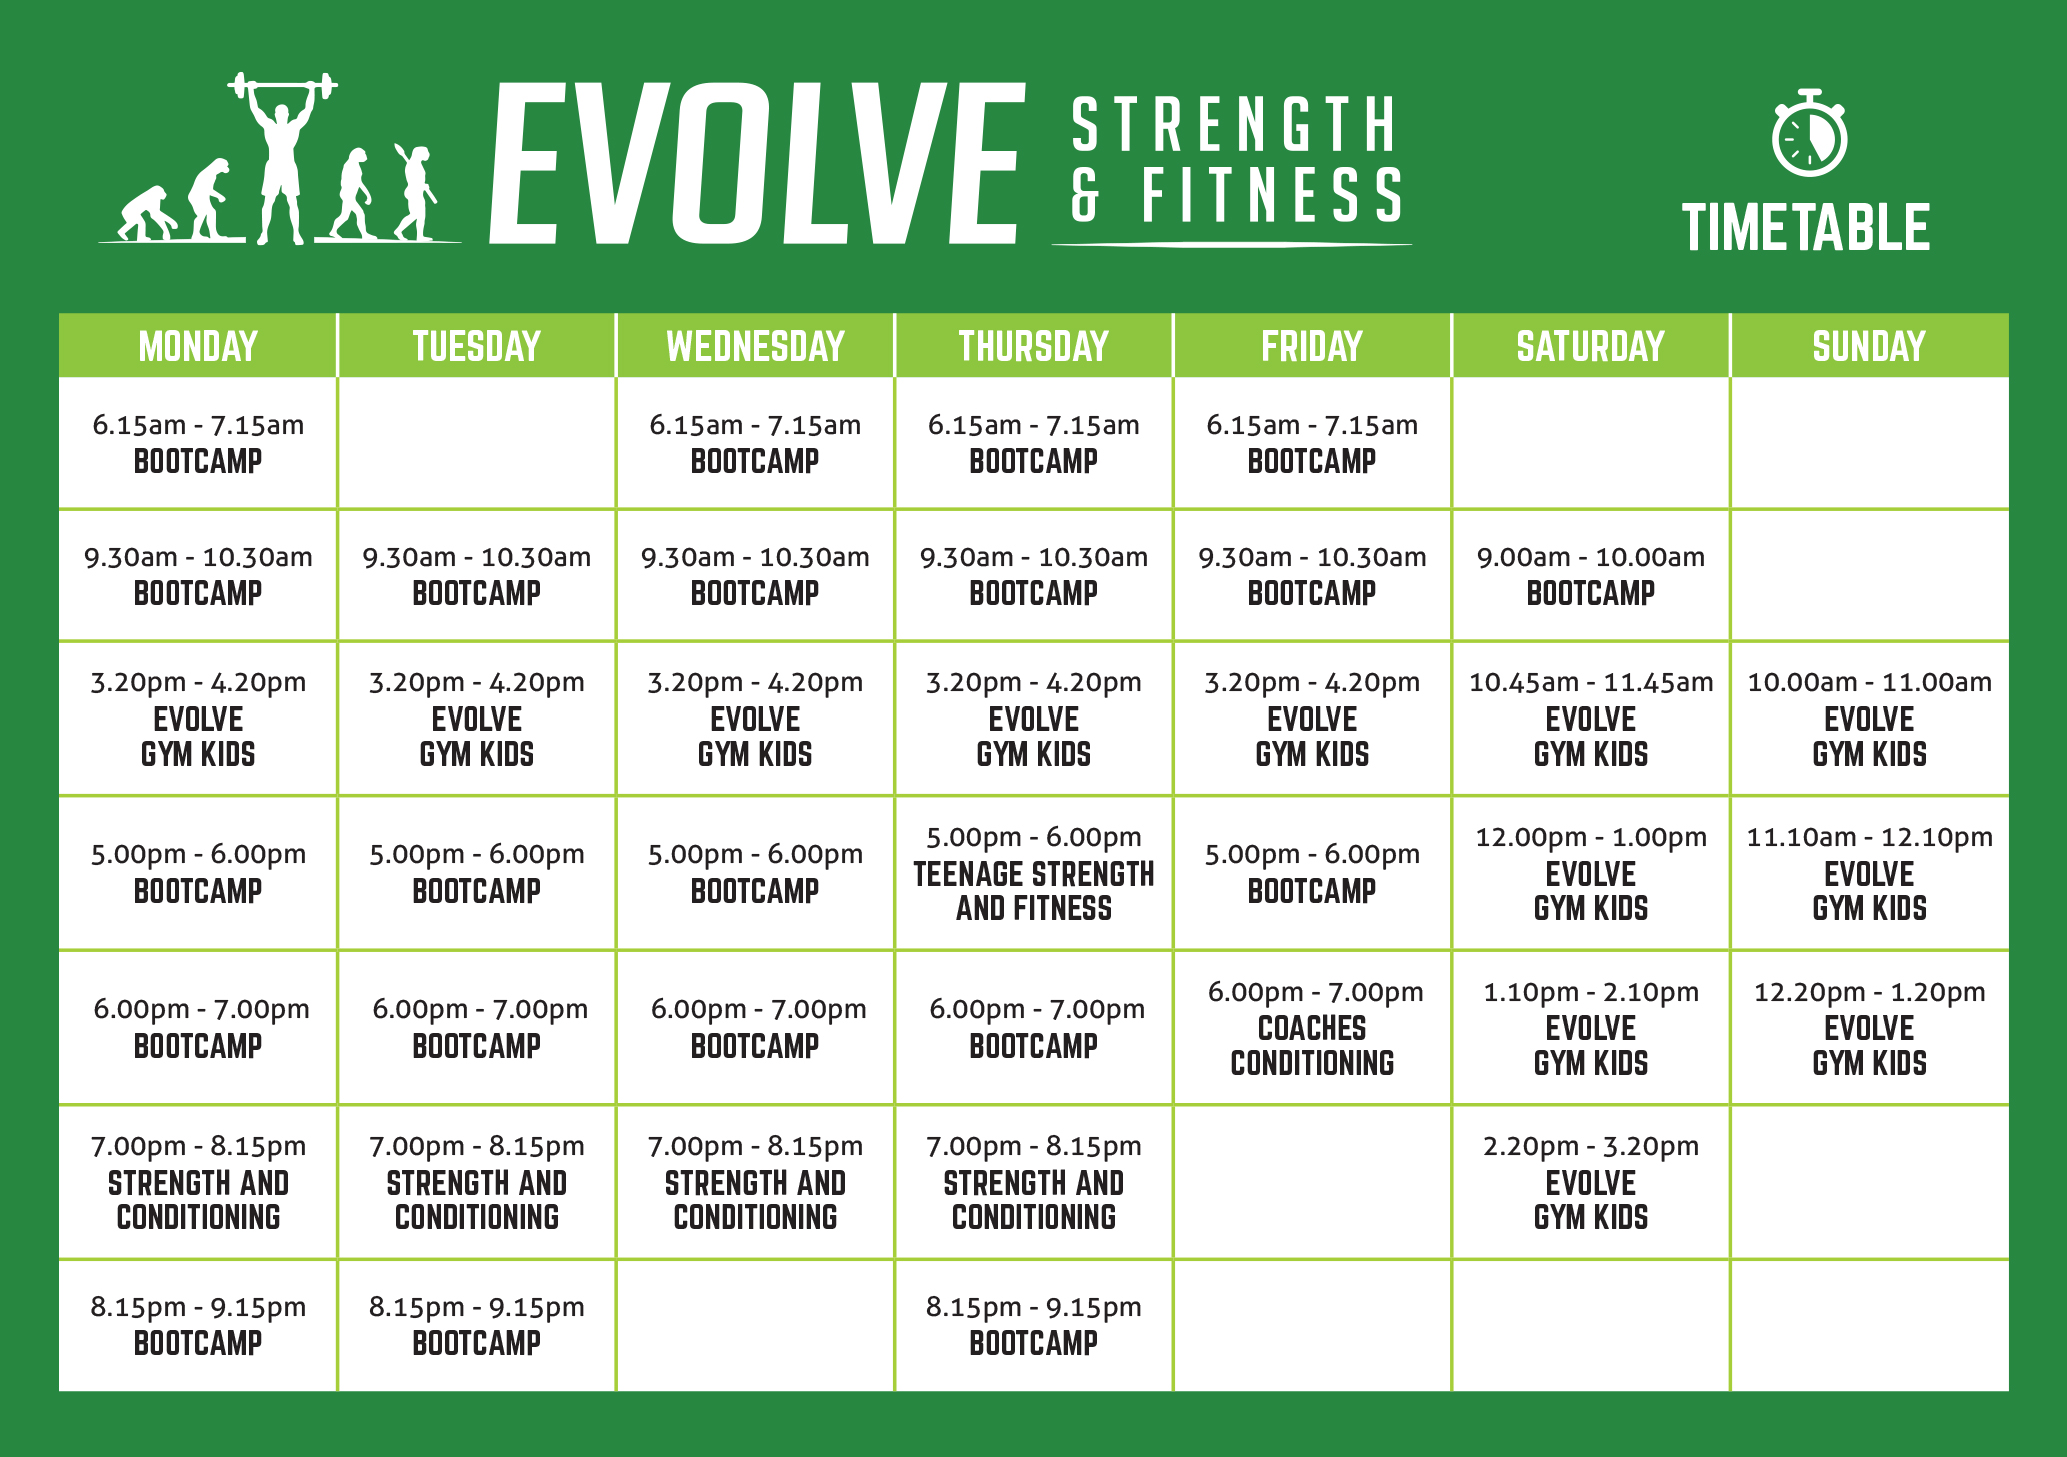 EVOLVE
STRENGTH
& FITNESS
TIMETABLE
MONDAY TUESDAY WEDNESDAY THURSDAY FRIDAY SATURDAY SUNDAY
6.15am - 7.15am 6.15am - 7.15am 6.15am - 7.15am 6.15am - 7.15am
BOOTCAMP BOOTCAMP BOOTCAMP BOOTCAMP
9.30am - 10.30am 9.30am - 10.30am 9.30am - 10.30am 9.30am - 10.30am 9.30am - 10.30am 9.00am - 10.00am
BOOTCAMP BOOTCAMP BOOTCAMP BOOTCAMP BOOTCAMP BOOTCAMP
3.20pm - 4.20pm 3.20pm - 4.20pm 3.20pm - 4.20pm 3.20pm - 4.20pm 3.20pm - 4.20pm 10.45am - 11.45am 10.00am - 11.00am
EVOLVE EVOLVE EVOLVE EVOLVE EVOLVE EVOLVE EVOLVE
GYM KIDS GYM KIDS GYM KIDS GYM KIDS GYM KIDS GYM KIDS GYM KIDS
5.00pm - 6.00pm 5.00pm - 6.00pm 5.00pm - 6.00pm 5.00pm - 6.00pm 5.00pm - 6.00pm 12.00pm - 1.00pm 11.10am - 12.10pm
BOOTCAMP BOOTCAMP BOOTCAMP TEENAGE STRENGTH BOOTCAMP EVOLVE EVOLVE
AND FITNESS GYM KIDS GYM KIDS
6.00pm - 7.00pm 6.00pm - 7.00pm 6.00pm - 7.00pm 6.00pm - 7.00pm 6.00pm - 7.00pm 1.10pm - 2.10pm 12.20pm - 1.20pm
BOOTCAMP BOOTCAMP BOOTCAMP BOOTCAMP COACHES EVOLVE EVOLVE
CONDITIONING GYM KIDS GYM KIDS
7.00pm - 8.15pm 7.00pm - 8.15pm 7.00pm - 8.15pm 7.00pm - 8.15pm 2.20pm - 3.20pm
STRENGTH AND STRENGTH AND STRENGTH AND STRENGTH AND EVOLVE
CONDITIONING CONDITIONING CONDITIONING CONDITIONING GYM KIDS
8.15pm - 9.15pm 8.15pm - 9.15pm 8.15pm - 9.15pm
BOOTCAMP BOOTCAMP BOOTCAMP